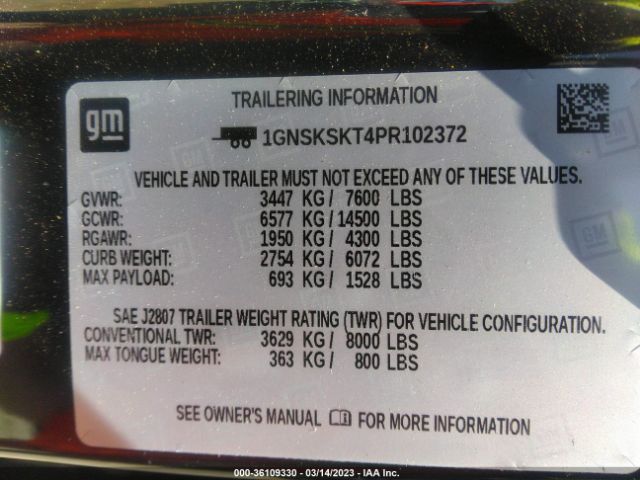 gm
TRAILERING INFORMATION
1GNSKSKT4PR102372
VEHICLE AND TRAILER MUST NOT EXCEED ANY OF THESE VALUES.
GVWR: 3447 KG / 7600 LBS
GCWR: 6577 KG / 14500 LBS
RGAWR: 1950 KG / 4300 LBS
CURB WEIGHT: 2754 KG / 6072 LBS
MAX PAYLOAD: 693 KG / 1528 LBS
SAE J2807 TRAILER WEIGHT RATING (TWR) FOR VEHICLE CONFIGURATION.
CONVENTIONAL TWR: 3629 KG / 8000 LBS
MAX TONGUE WEIGHT: 363 KG / 800 LBS
SEE OWNER'S MANUAL FOR MORE INFORMATION
000-36109330 - 03/14/2023 - IAA Inc.